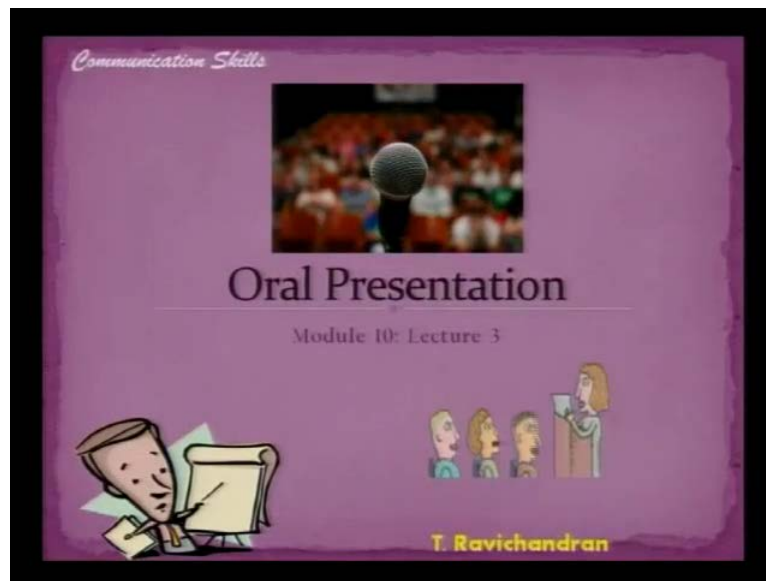 Communication Skills
Oral Presentation
Module 10: Lecture 3
T. Ravichandran